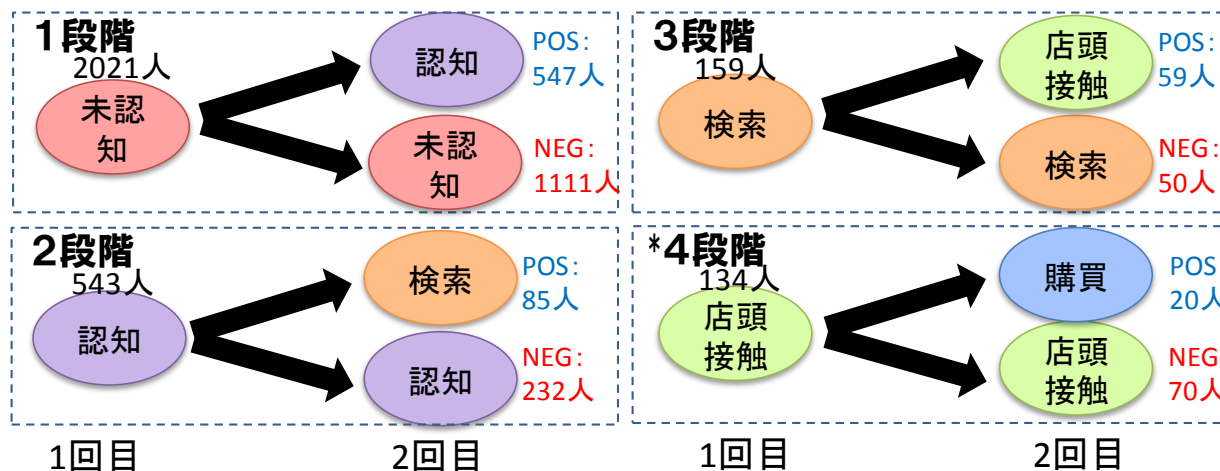 1段階
2021人
未認
知
認知
POS:
547人
未認
知
NEG:
1111人
2段階
543人
認知
検索
POS:
85人
認知
NEG:
232人
1回目
2回目
3段階
159人
検索
店頭
接触
POS:
59人
検索
NEG:
50人
*4段階
134人
店頭
接触
購買
POS
20人
店頭
接触
NEG
70人
1回目
2回目